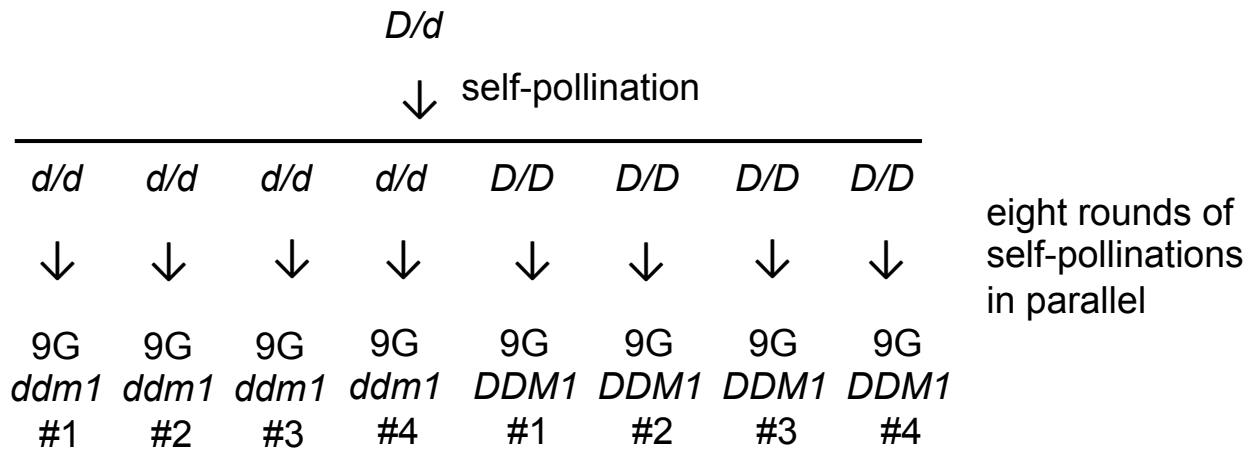 D/d
self-pollination
d/d d/d d/d d/d D/D D/D D/D D/D
eight rounds of
self-pollinations
in parallel
9G 9G 9G 9G 9G 9G 9G 9G
ddm1 ddm1 ddm1 ddm1 DDM1 DDM1 DDM1 DDM1
#1 #2 #3 #4 #1 #2 #3 #4